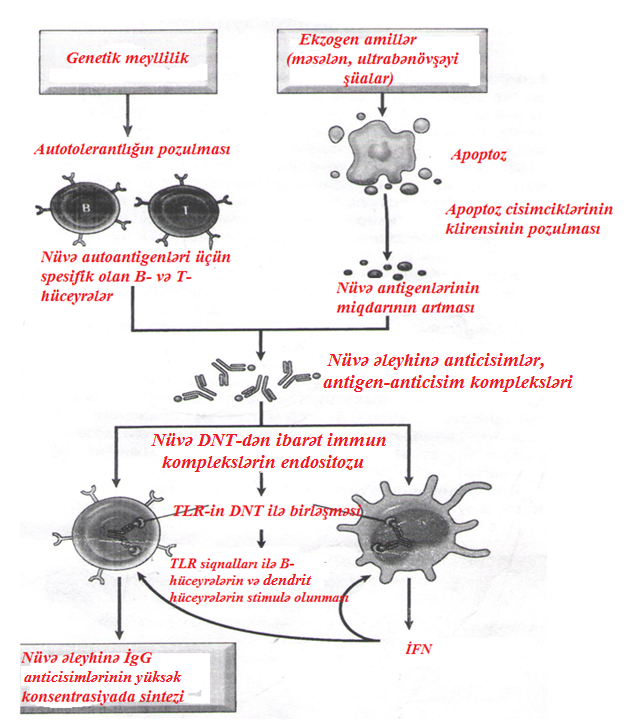 Genetik meyllilik
Ekzogen amillər
(məsələn, ultrabənövşəyi
şüalar)
Autotolerantlığın pozulması
Apoptoz
B
T
Apoptoz cisimciklərinin
klirensinin pozulması
Nüvə autoantigenləri üçün
spesifik olan B- və T-
hüceyrələr
Nüvə antigenlərinin
miqdarının artması
Nüvə əleyhinə anticisimlər,
antigen-anticisim kompleksləri
Nüvə DNT-dən ibarət immun
komplekslərin endositozu
TLR-in DNT ilə birləşməsi
TLR siqnalları ilə B-
hüceyrələrin və dendrit
hüceyrələrin stimulə olunması
İFN
Nüvə əleyhinə İgG
anticisimlərinin yüksək
konsentrasiyada sintezi